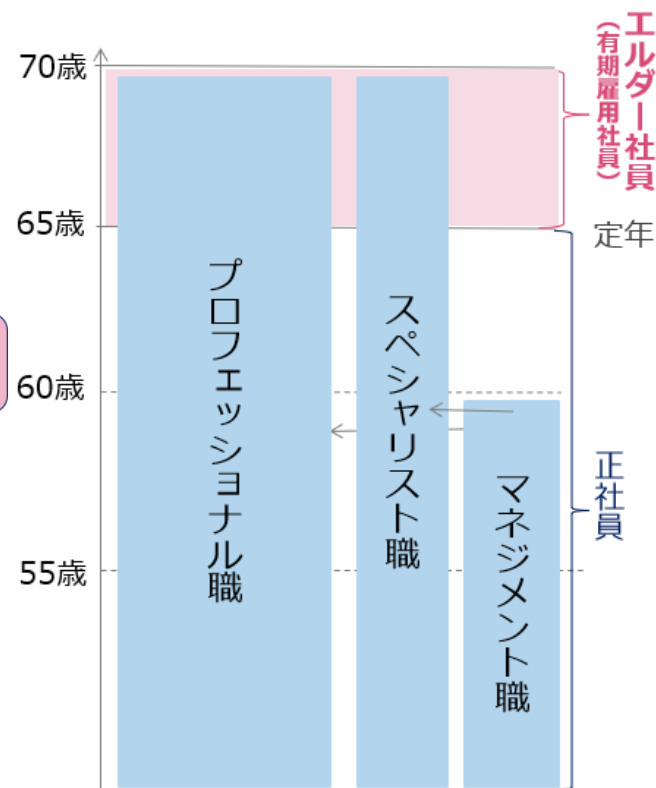 70歳
65歳
60歳
55歳
プロフェッショナル職
スペシャリスト職
マネジメント職
エルダー社員
（有期雇用社員）
定年
正社員